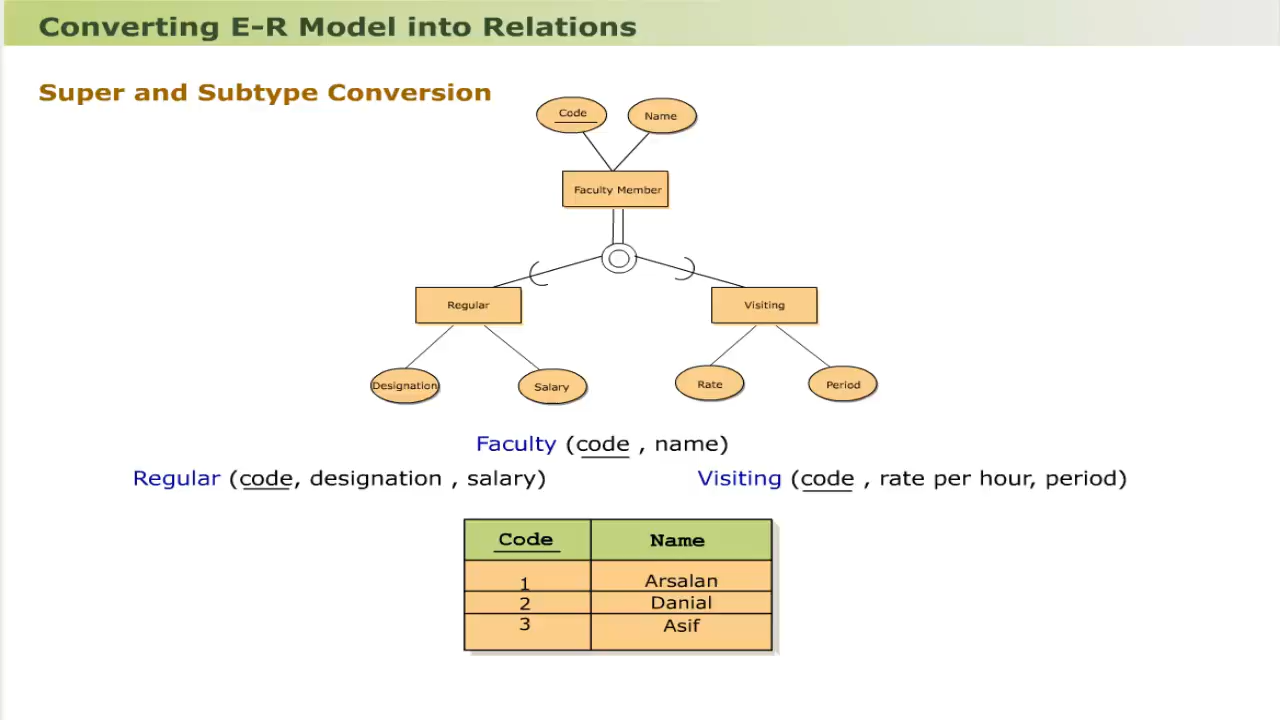 Converting E-R Model into Relations
Super and Subtype Conversion
Code
Name
Faculty Member
Regular
Visiting
Designation
Salary
Rate
Period
Faculty (code , name)
Regular (code, designation , salary)
Visiting (code , rate per hour, period)
Code Name
1 Arsalan
2 Danial
3 Asif